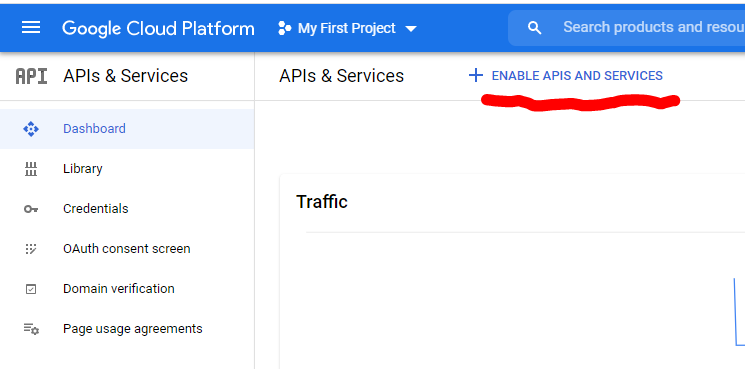 Google Cloud Platform My First Project Search products and resou
API APIs & Services APIs & Services + ENABLE APIS AND SERVICES
Dashboard
Library
Credentials
OAuth consent screen
Domain verification
Page usage agreements
Traffic